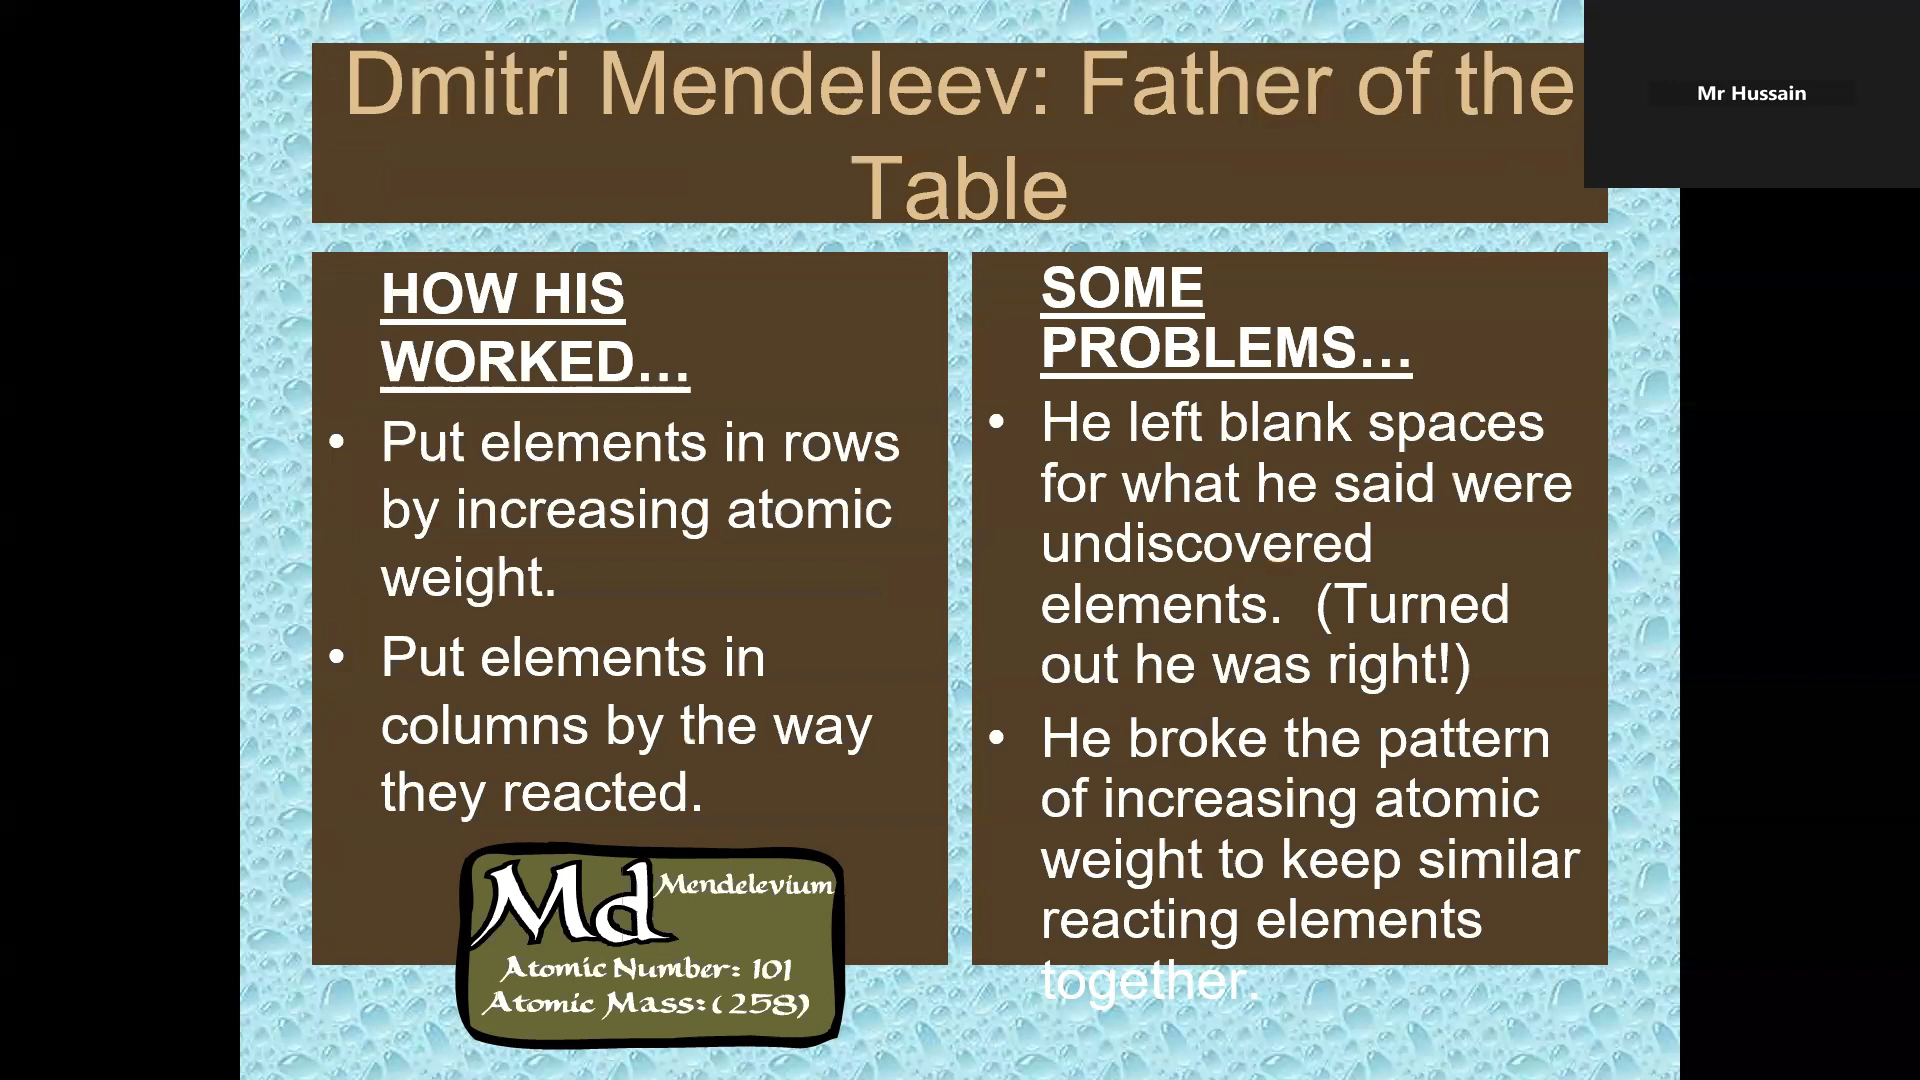 Dmitri Mendeleev: Father of the
Table
Mr Hussain
HOW HIS
WORKED…
• Put elements in rows
by increasing atomic
weight.
• Put elements in
columns by the way
they reacted.
Md Mendelevium
Atomic Number: 101
Atomic Mass: (258)
SOME
PROBLEMS…
• He left blank spaces
for what he said were
undiscovered
elements.  (Turned
out he was right!)
• He broke the pattern
of increasing atomic
weight to keep similar
reacting elements
together.